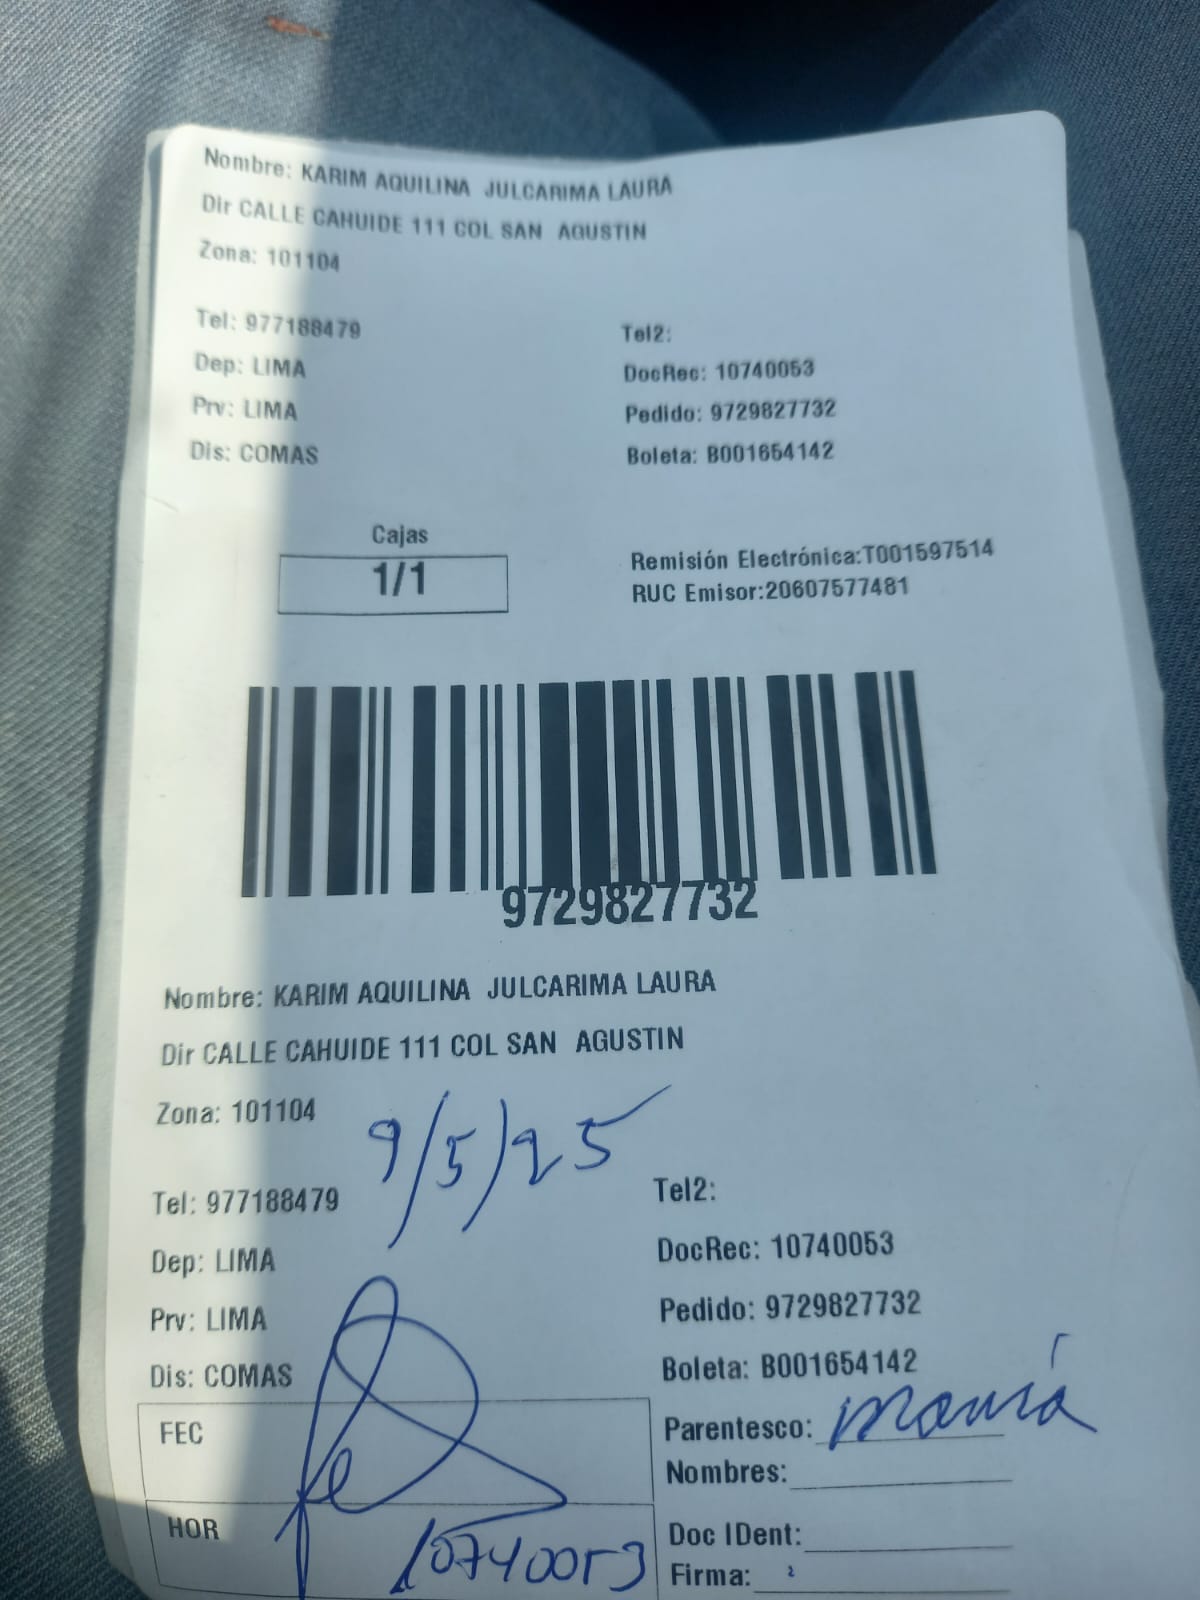 Nombre: KARIM AQUILINA JULCARIMA LAURA
Dir CALLE CAHUIDE 111 COL SAN AGUSTIN
Zona: 101104
Tel: 977188479 Tel2:
Dep: LIMA DocRec: 10740053
Prv: LIMA Pedido: 9729827732
Dis: COMAS Boleta: B001654142
Cajas
1/1
Remisión Electrónica:T001597514
RUC Emisor:20607577481
9729827732
Nombre: KARIM AQUILINA JULCARIMA LAURA
Dir CALLE CAHUIDE 111 COL SAN AGUSTIN
Zona: 101104
9/5/25
Tel: 977188479 Tel2:
Dep: LIMA DocRec: 10740053
Prv: LIMA Pedido: 9729827732
Dis: COMAS Boleta: B001654142
FEC Parentesco: mamá
Nombres:
HOR Doc IDent:
10740053 Firma: